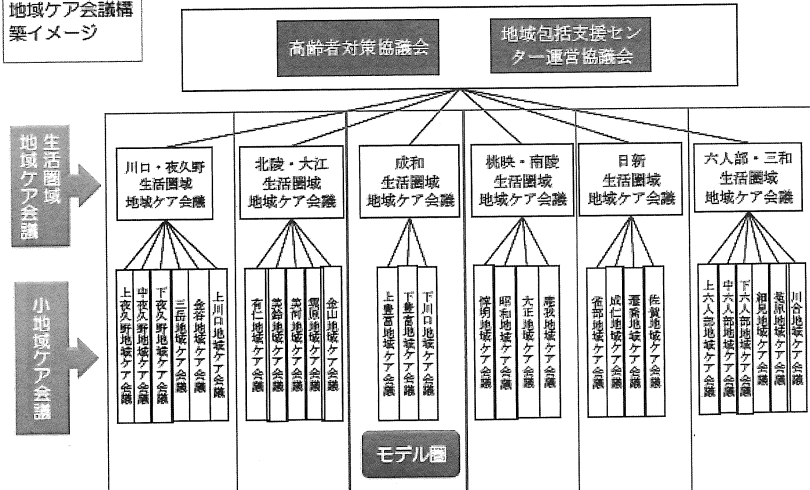 地域ケア会議構
築イメージ
高齢者対策協議会
地域包括支援セン
ター運営協議会
生活圏域
地域ケア会議
川口・夜久野
生活圏域
地域ケア会議
北陵・大江
生活圏域
地域ケア会議
成和
生活圏域
地域ケア会議
桃映・南陵
生活圏域
地域ケア会議
日新
生活圏域
地域ケア会議
六人部・三和
生活圏域
地域ケア会議
小地域ケア会議
上夜久野地域ケア会議
中夜久野地域ケア会議
下夜久野地域ケア会議
三岳地域ケア会議
金谷地域ケア会議
上川口地域ケア会議
有仁地域ケア会議
美鈴地域ケア会議
美河地域ケア会議
地域ケア会議
金山地域ケア会議
上豊富地域ケア会議
下豊富地域ケア会議
下川口地域ケア会議
惇明地域ケア会議
昭和地域ケア会議
大正地域ケア会議
地域ケア会議
雀部地域ケア会議
成仁地域ケア会議
地域ケア会議
佐賀地域ケア会議
上六人部地域ケア会議
中六人部地域ケア会議
下六人部地域ケア会議
細見地域ケア会議
菟原地域ケア会議
川合地域ケア会議
モデル圏